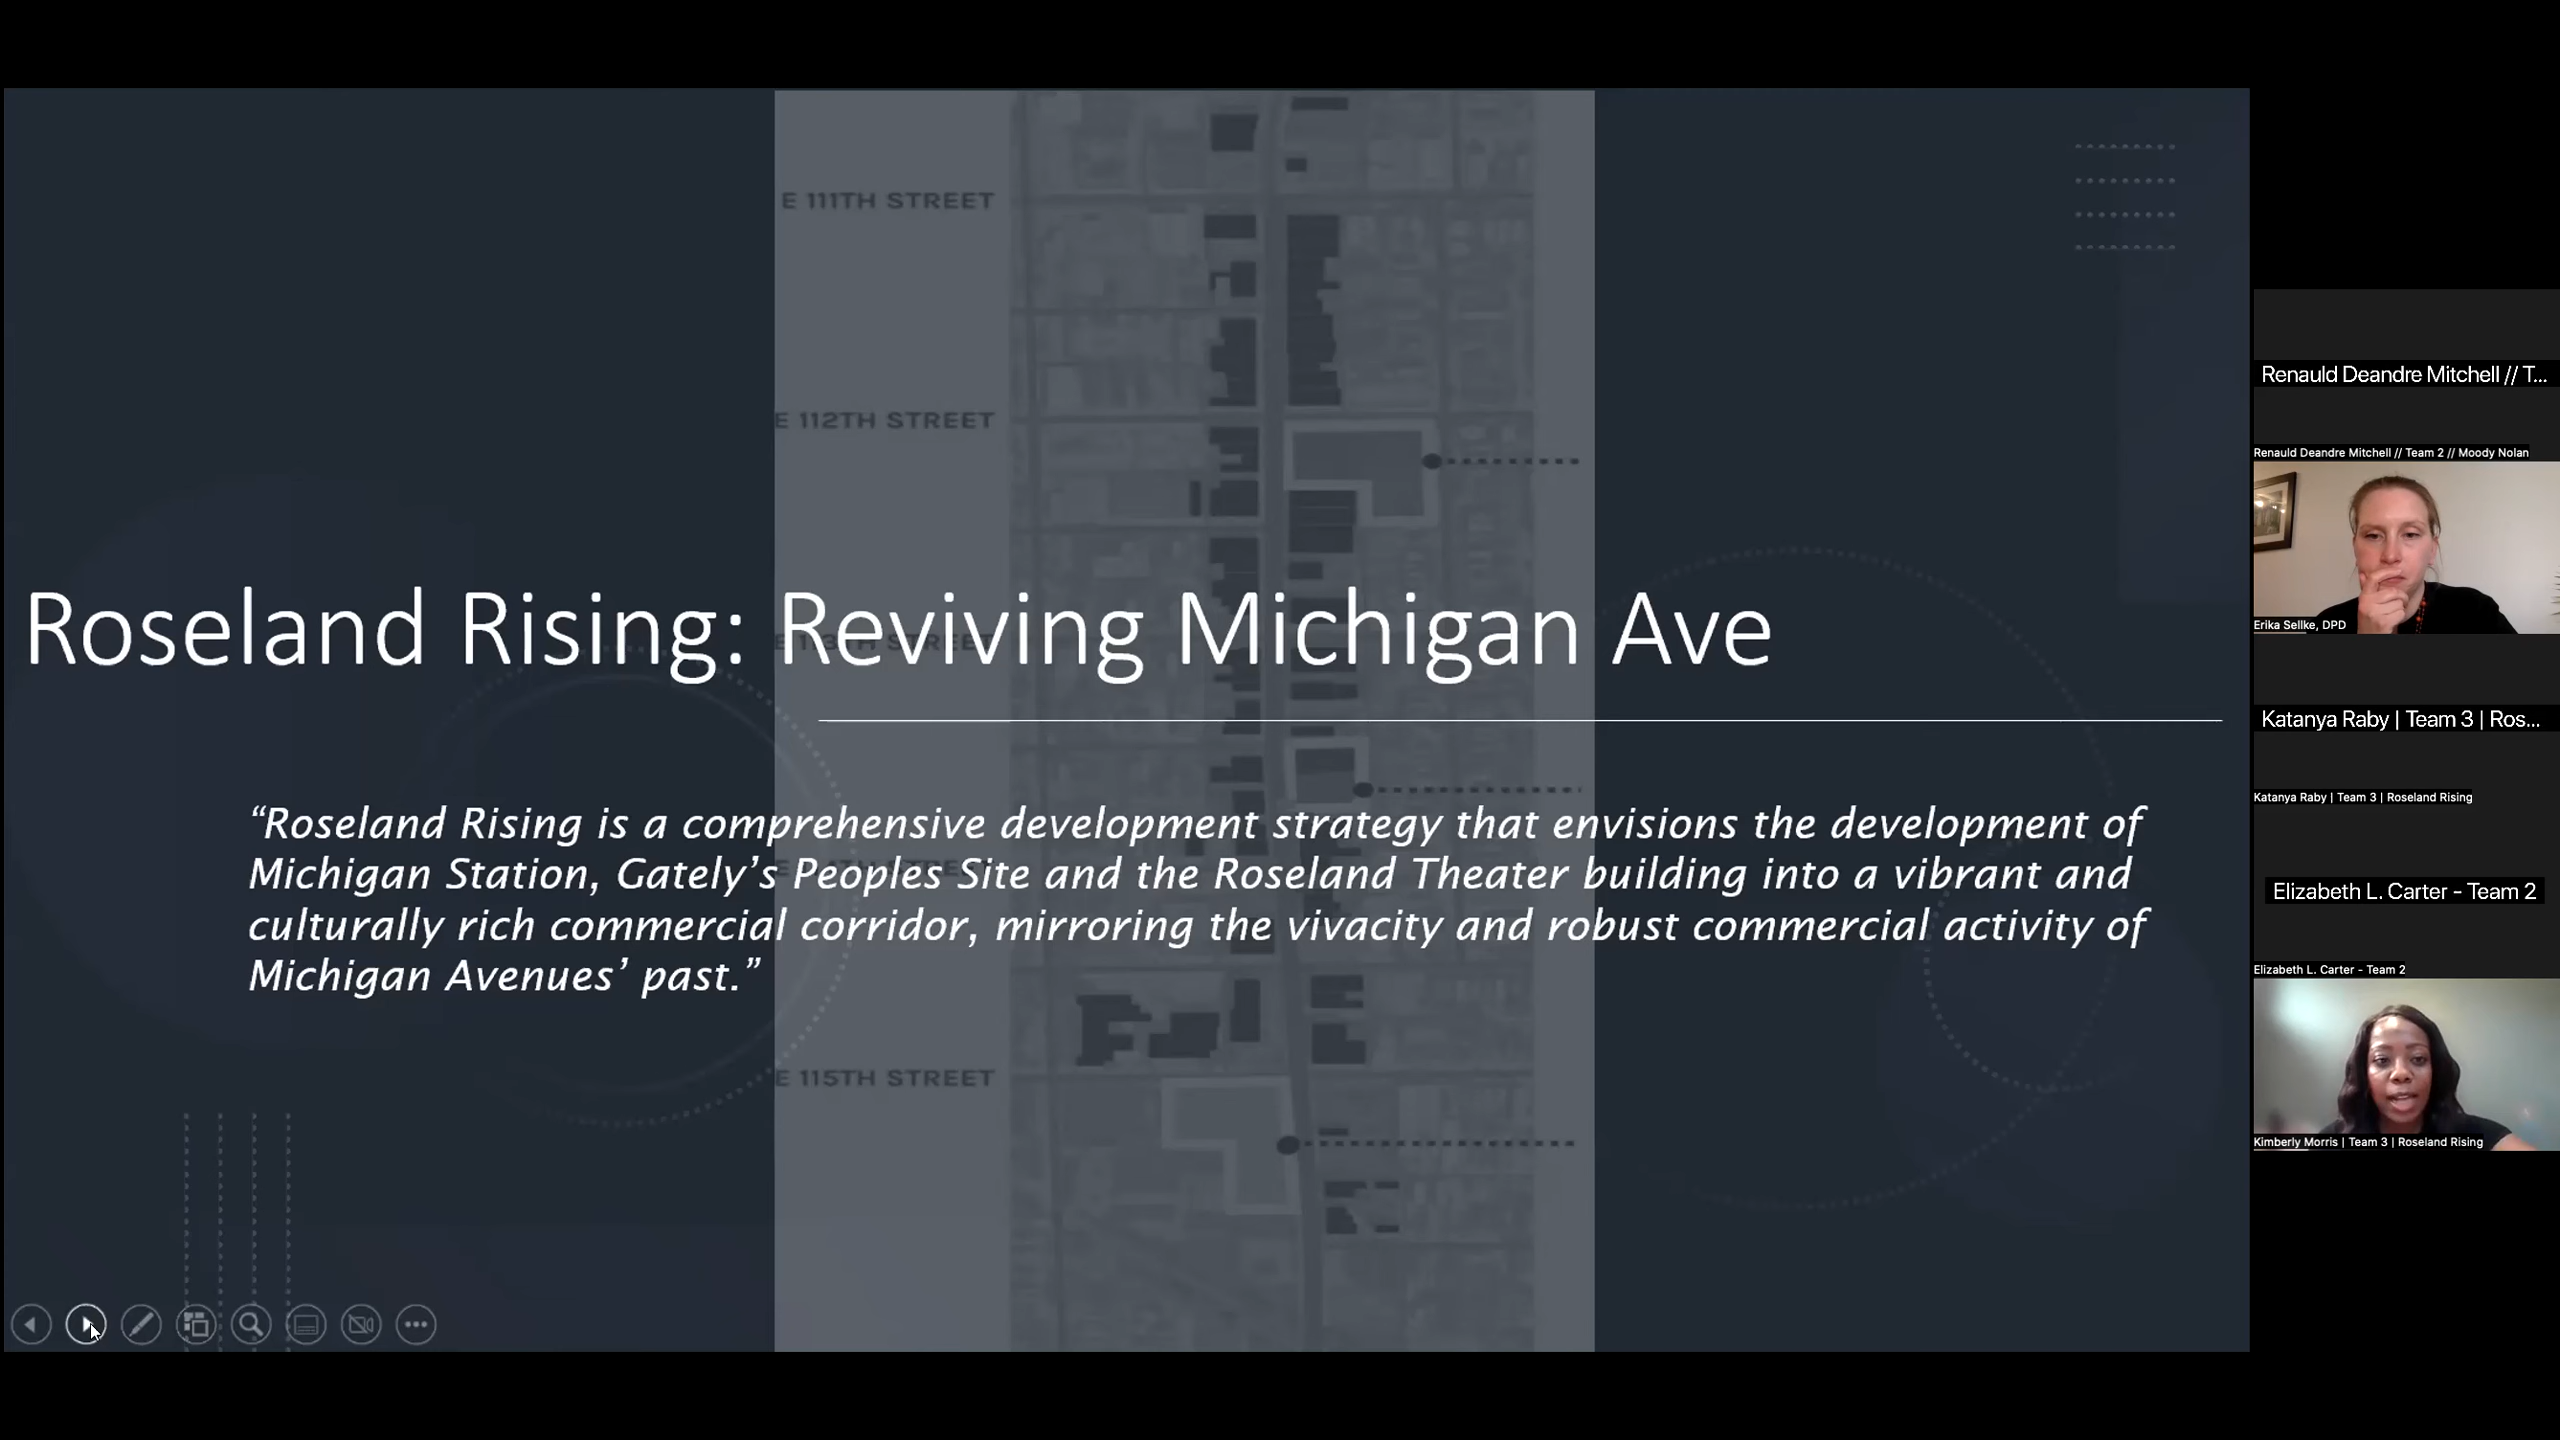 E 111TH STREET
E 112TH STREET
E 113TH STREET
Roseland Rising: Reviving Michigan Ave
“Roseland Rising is a comprehensive development strategy that envisions the development of
Michigan Station, Gately’s Peoples Site and the Roseland Theater building into a vibrant and
culturally rich commercial corridor, mirroring the vivacity and robust commercial activity of
Michigan Avenues’ past.”
E 115TH STREET
Renauld Deandre Mitchell // T...
Renauld Deandre Mitchell // Team 2 // Moody Nolan
Erika Sellke, DPD
Katanya Raby | Team 3 | Ros...
Katanya Raby | Team 3 | Roseland Rising
Elizabeth L. Carter - Team 2
Elizabeth L. Carter - Team 2
Kimberly Morris | Team 3 | Roseland Rising